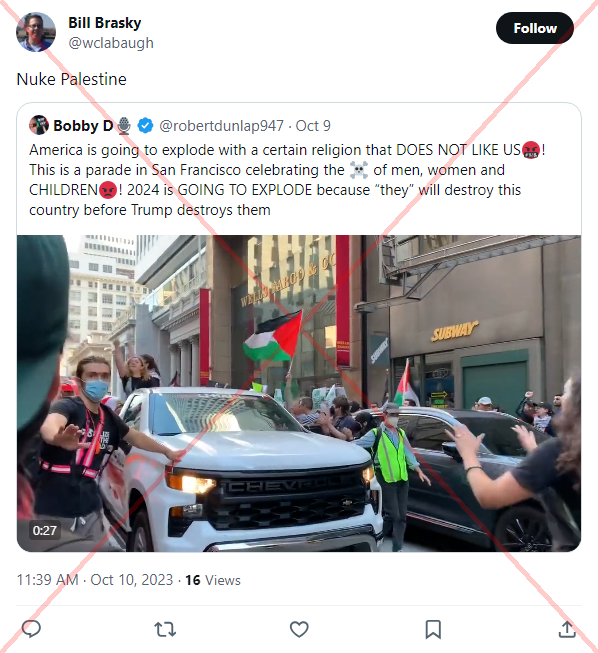 Bill Brasky
@wclabaugh
Follow
Nuke Palestine
Bobby D🎙️ @robertdunlap947 · Oct 9
America is going to explode with a certain religion that DOES NOT LIKE US🤬!
This is a parade in San Francisco celebrating the ☠️ of men, women and
CHILDREN😡! 2024 is GOING TO EXPLODE because “they” will destroy this
country before Trump destroys them
WELLS FARGO & CO
SUBWAY
CHEVROLET
0:27
11:39 AM · Oct 10, 2023 · 16 Views